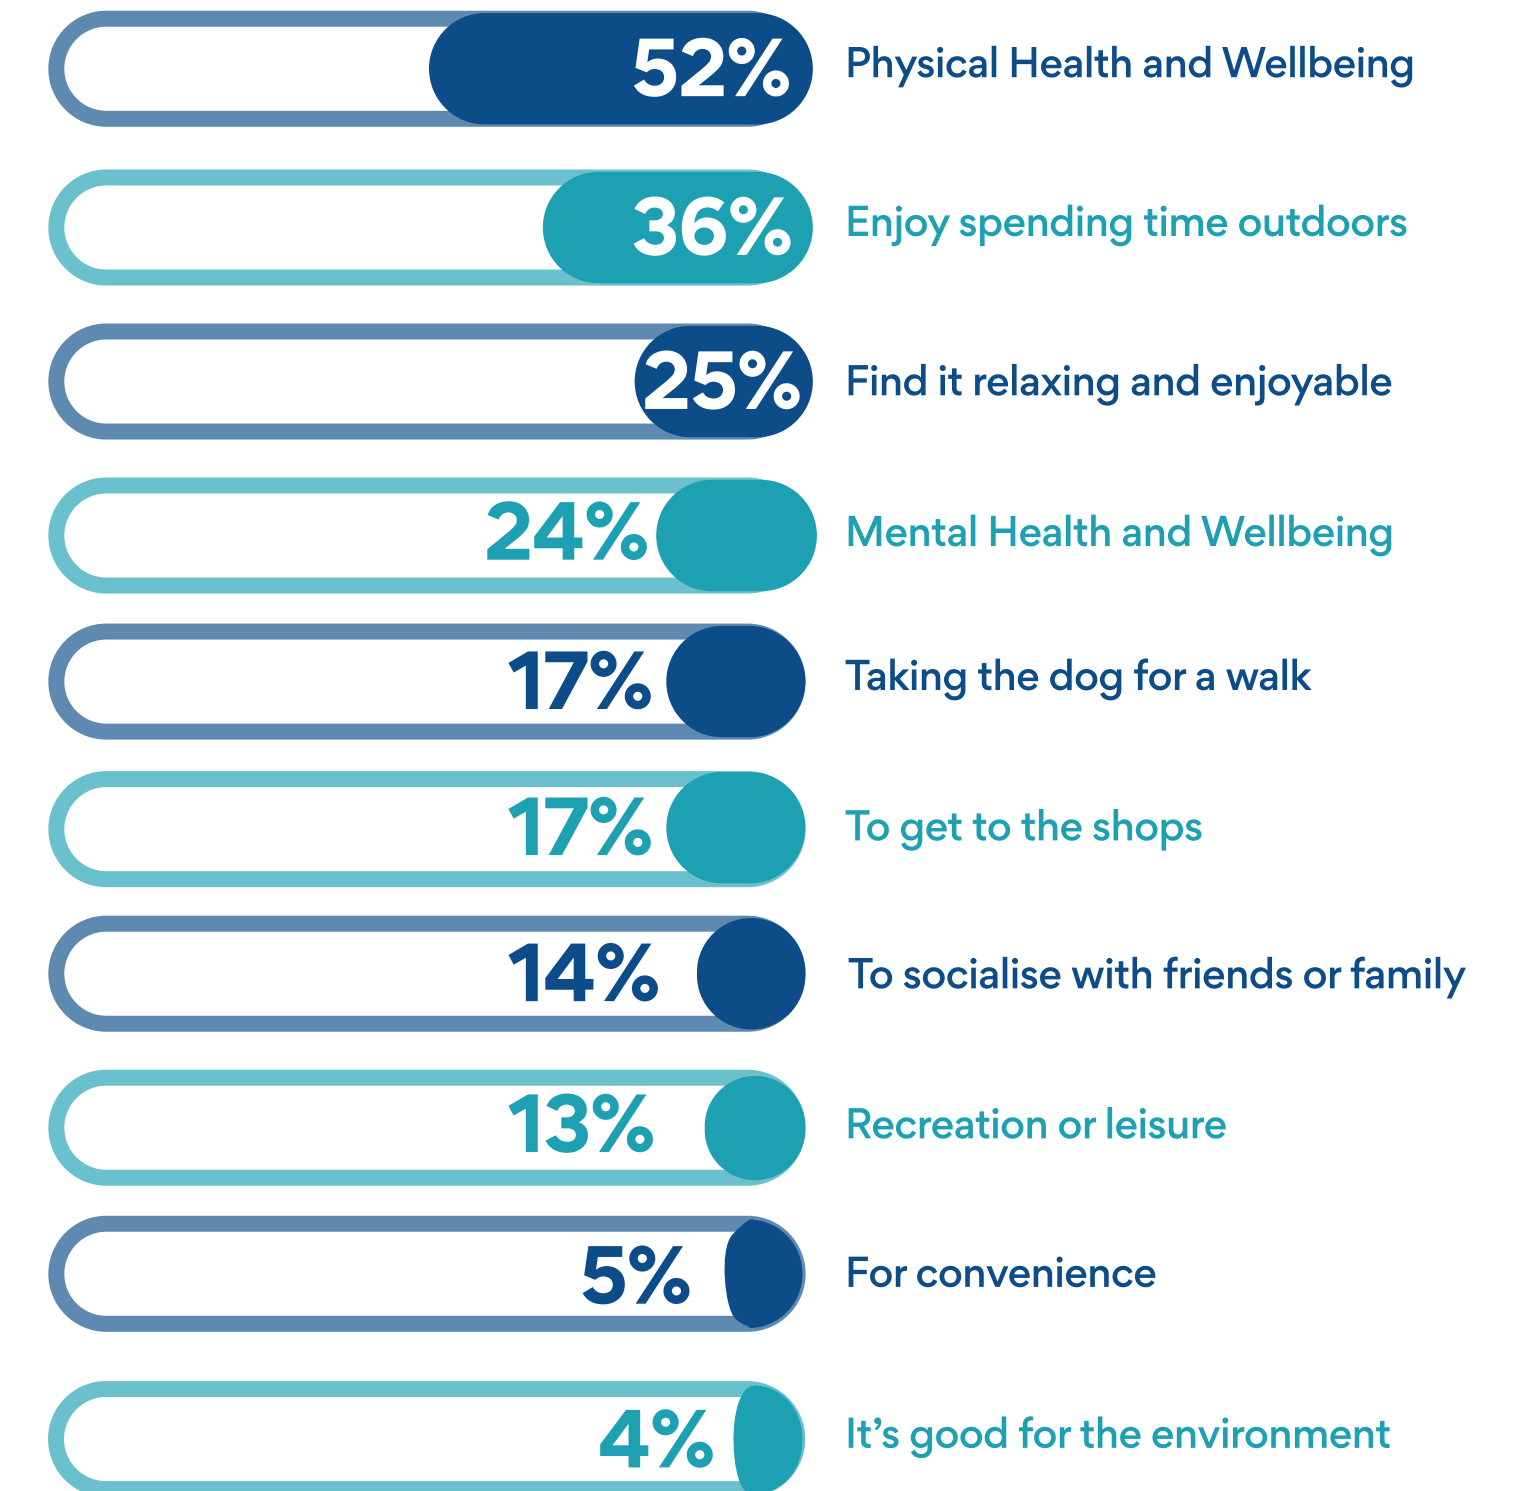 52% Physical Health and Wellbeing
36% Enjoy spending time outdoors
25% Find it relaxing and enjoyable
24% Mental Health and Wellbeing
17% Taking the dog for a walk
17% To get to the shops
14% To socialise with friends or family
13% Recreation or leisure
5% For convenience
4% It’s good for the environment